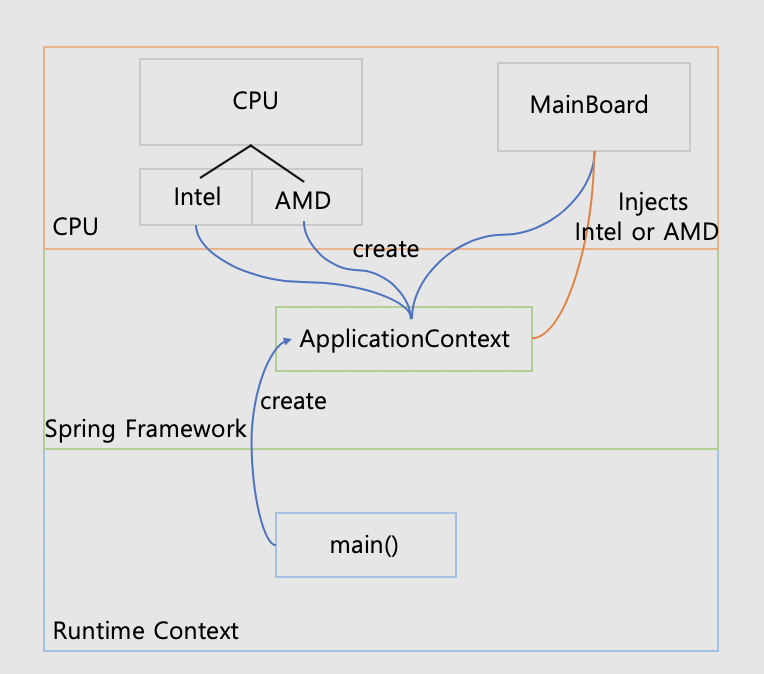 CPU
MainBoard
Intel
AMD
Injects
Intel or AMD
CPU
create
ApplicationContext
create
Spring Framework
main()
Runtime Context